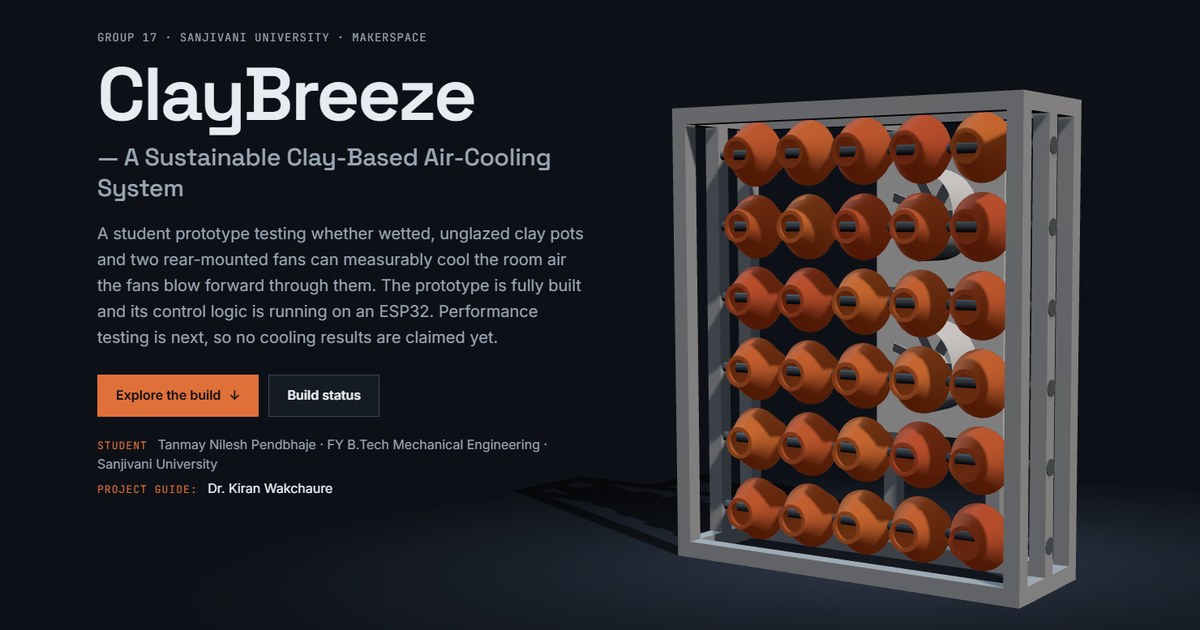 GROUP 17 · SANJIVANI UNIVERSITY · MAKERSPACE
ClayBreeze
— A Sustainable Clay-Based Air-Cooling
System
A student prototype testing whether wetted, unglazed clay pots
and two rear-mounted fans can measurably cool the room air
the fans blow forward through them. The prototype is fully built
and its control logic is running on an ESP32. Performance
testing is next, so no cooling results are claimed yet.
Explore the build ↓
Build status
STUDENT Tanmay Nilesh Pendbhaje · FY B.Tech Mechanical Engineering ·
Sanjivani University
PROJECT GUIDE: Dr. Kiran Wakchaure